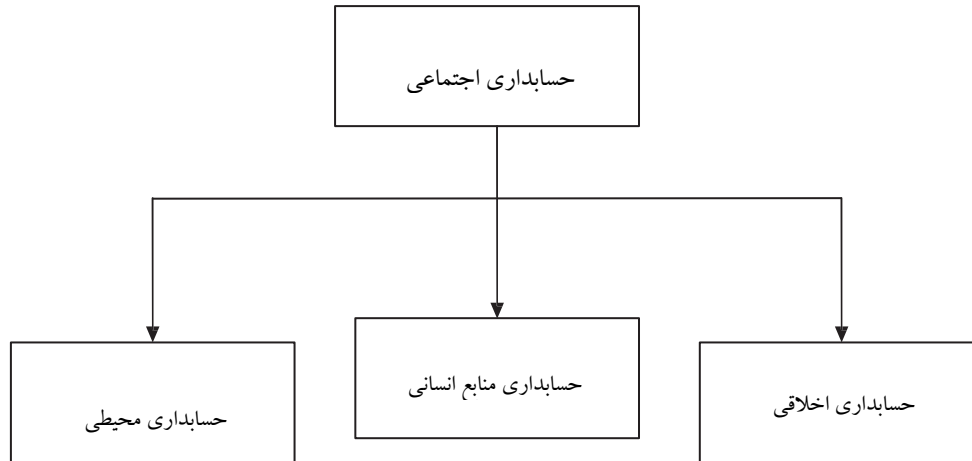 حسابداری اجتماعی
حسابداری اخلاقی
حسابداری منابع انسانی
حسابداری محیطی